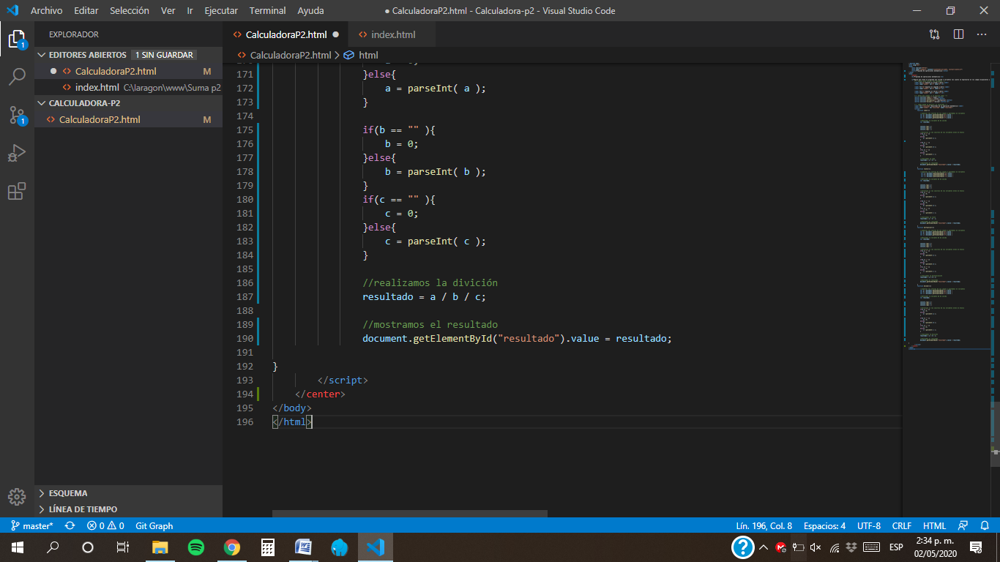 Archivo Editar Selección Ver Ir Ejecutar Terminal Ayuda ● CalculadoraP2.html - Calculadora-p2 - Visual Studio Code
EXPLORADOR
EDITORES ABIERTOS 1 SIN GUARDAR
CalculadoraP2.html M
index.html C:\laragon\www\Suma p2
CALCULADORA-P2
CalculadoraP2.html M
ESQUEMA
LÍNEA DE TIEMPO
CalculadoraP2.html ● index.html
CalculadoraP2.html > html
171 }else{
172 a = parseInt( a );
173 }
174
175 if(b == "" ){
176 b = 0;
177 }else{
178 b = parseInt( b );
179 }
180 if(c == "" ){
181 c = 0;
182 }else{
183 c = parseInt( c );
184 }
185
186 //realizamos la divición
187 resultado = a / b / c;
188
189 //mostramos el resultado
190 document.getElementById("resultado").value = resultado;
191
192 }
193 </script>
194 </center>
195 </body>
196 </html>
master* 0 0 Git Graph Lín. 196, Col. 8 Espacios: 4 UTF-8 CRLF HTML
ESP 2:34 p. m.
02/05/2020